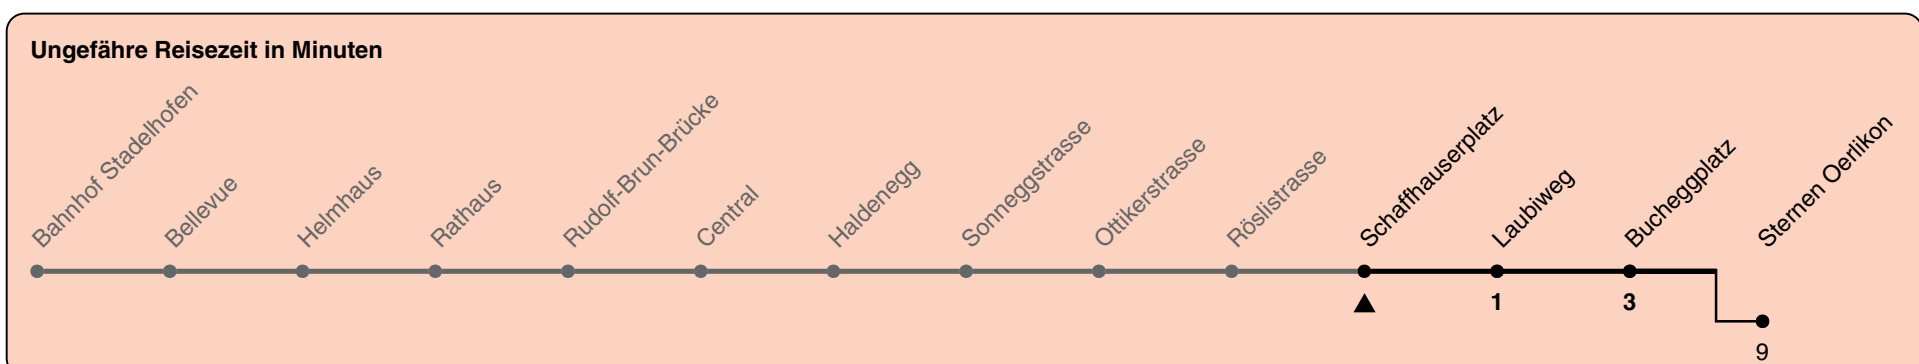 Ungefähre Reisezeit in Minuten
Bahnhof Stadelhofen
Bellevue
Helmhaus
Rathaus
Rudolf-Brun-Brücke
Central
Haldenegg
Sonneggstrasse
Ottikerstrasse
Röslistrasse
Schaffhauserplatz
Laubiweg
Bucheggplatz
Sternen Oerlikon
1
3
9